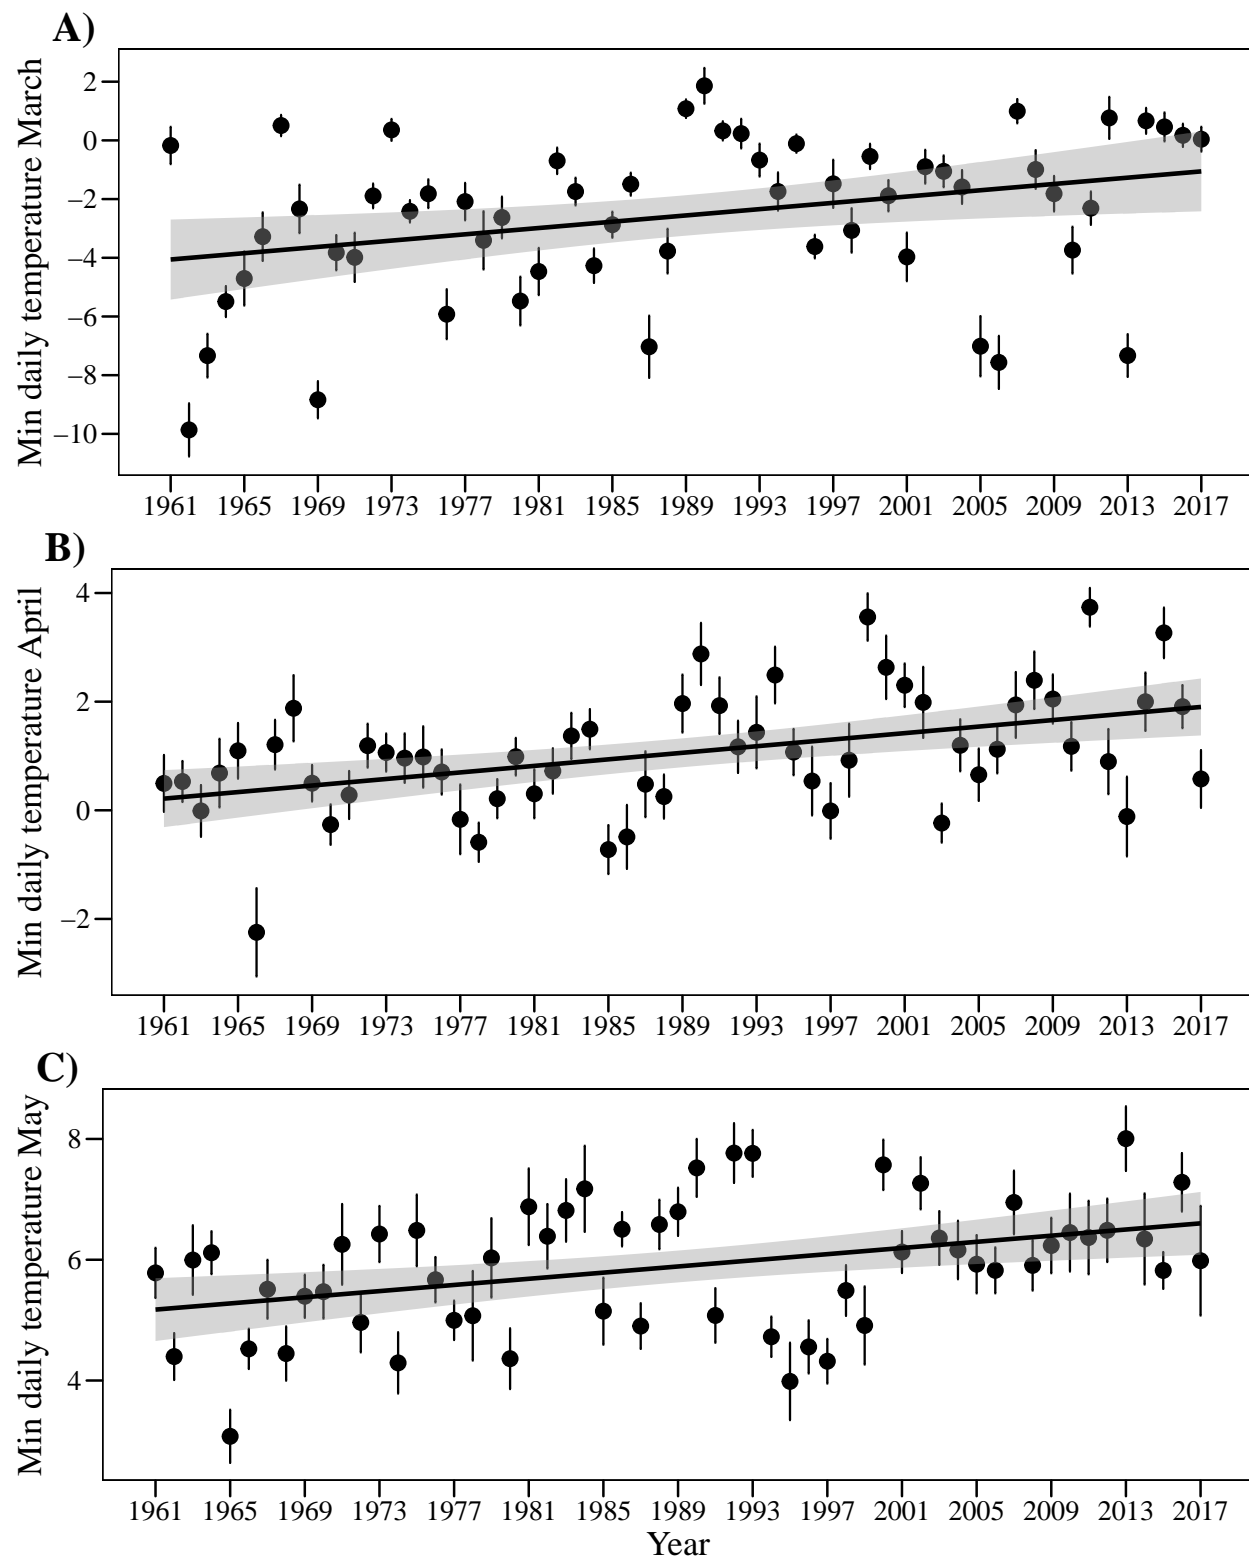 A)
Min daily temperature March
2
0
−2
−4
−6
−8
−10
1961 1965 1969 1973 1977 1981 1985 1989 1993 1997 2001 2005 2009 2013 2017
B)
Min daily temperature April
4
2
0
−2
1961 1965 1969 1973 1977 1981 1985 1989 1993 1997 2001 2005 2009 2013 2017
C)
Min daily temperature May
8
6
4
1961 1965 1969 1973 1977 1981 1985 1989 1993 1997 2001 2005 2009 2013 2017
Year